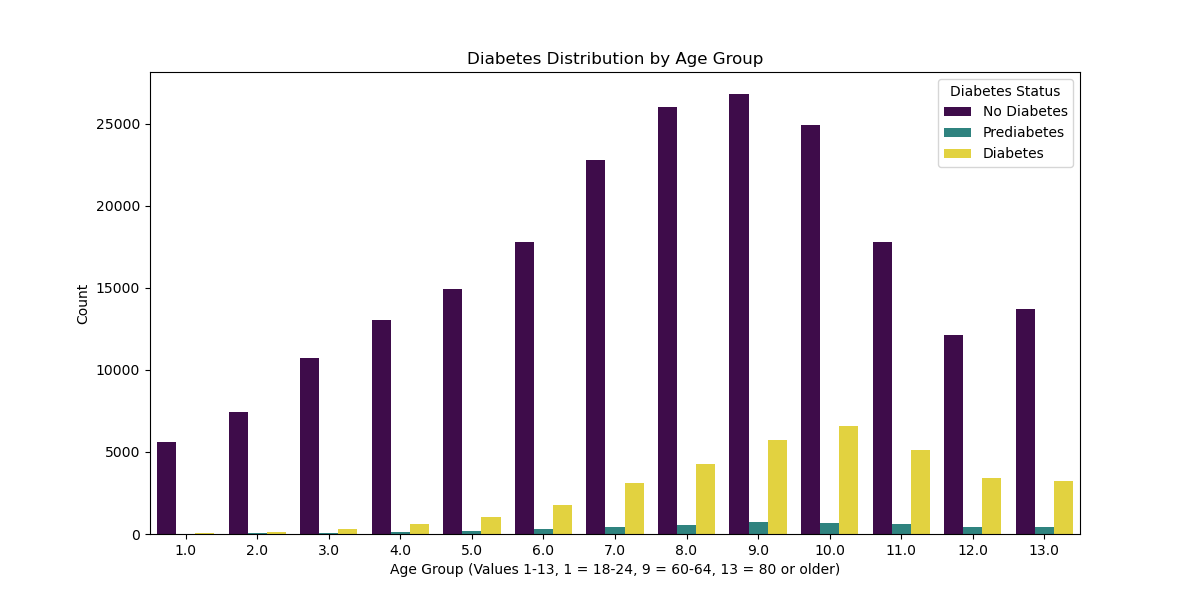 Diabetes Distribution by Age Group
Diabetes Status
No Diabetes
Prediabetes
Diabetes
Count
25000
20000
15000
10000
5000
0
1.0 2.0 3.0 4.0 5.0 6.0 7.0 8.0 9.0 10.0 11.0 12.0 13.0
Age Group (Values 1-13, 1 = 18-24, 9 = 60-64, 13 = 80 or older)